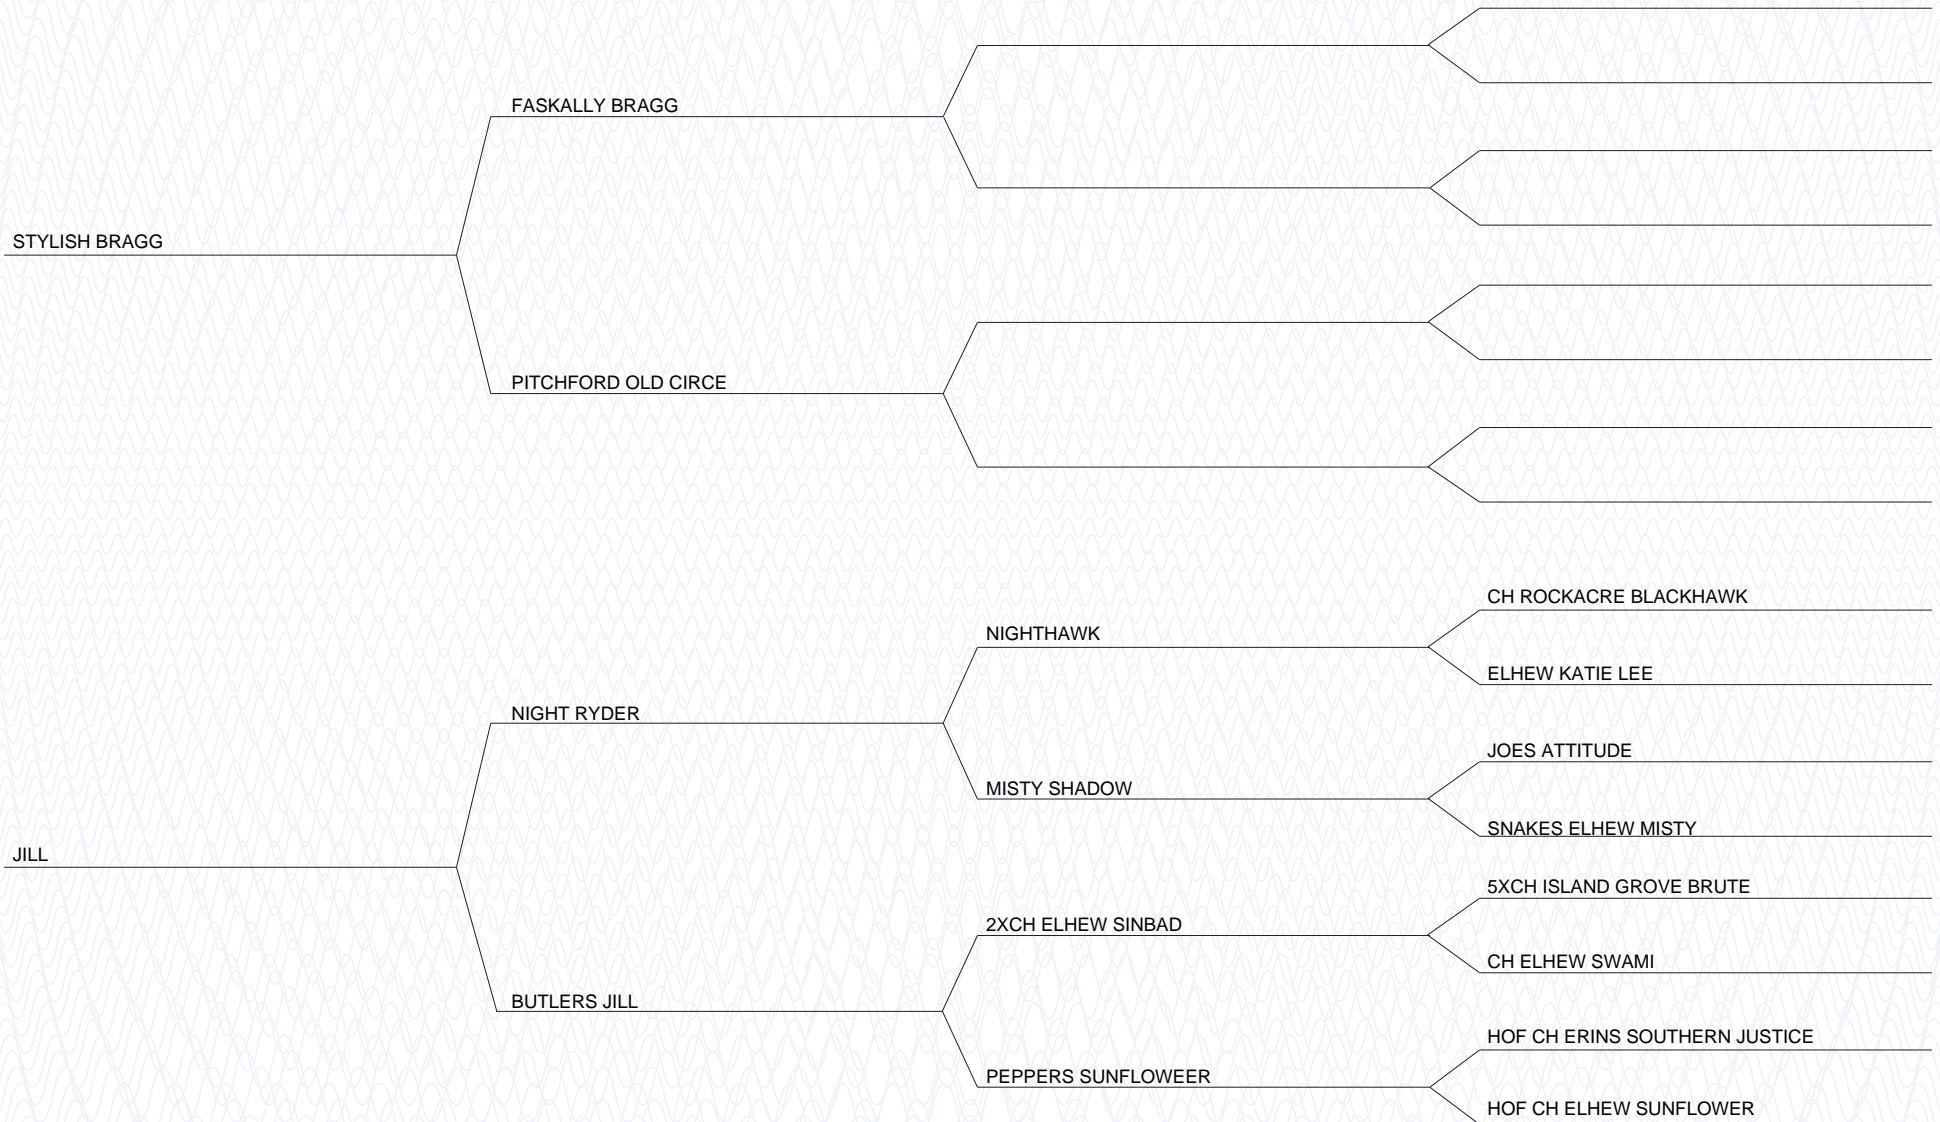 FASKALLY BRAGG
STYLISH BRAGG
PITCHFORD OLD CIRCE
CH ROCKACRE BLACKHAWK
NIGHTHAWK
ELHEW KATIE LEE
NIGHT RYDER
JOES ATTITUDE
MISTY SHADOW
SNAKES ELHEW MISTY
JILL
5XCH ISLAND GROVE BRUTE
2XCH ELHEW SINBAD
CH ELHEW SWAMI
BUTLERS JILL
HOF CH ERINS SOUTHERN JUSTICE
PEPPERS SUNFLOWEER
HOF CH ELHEW SUNFLOWER